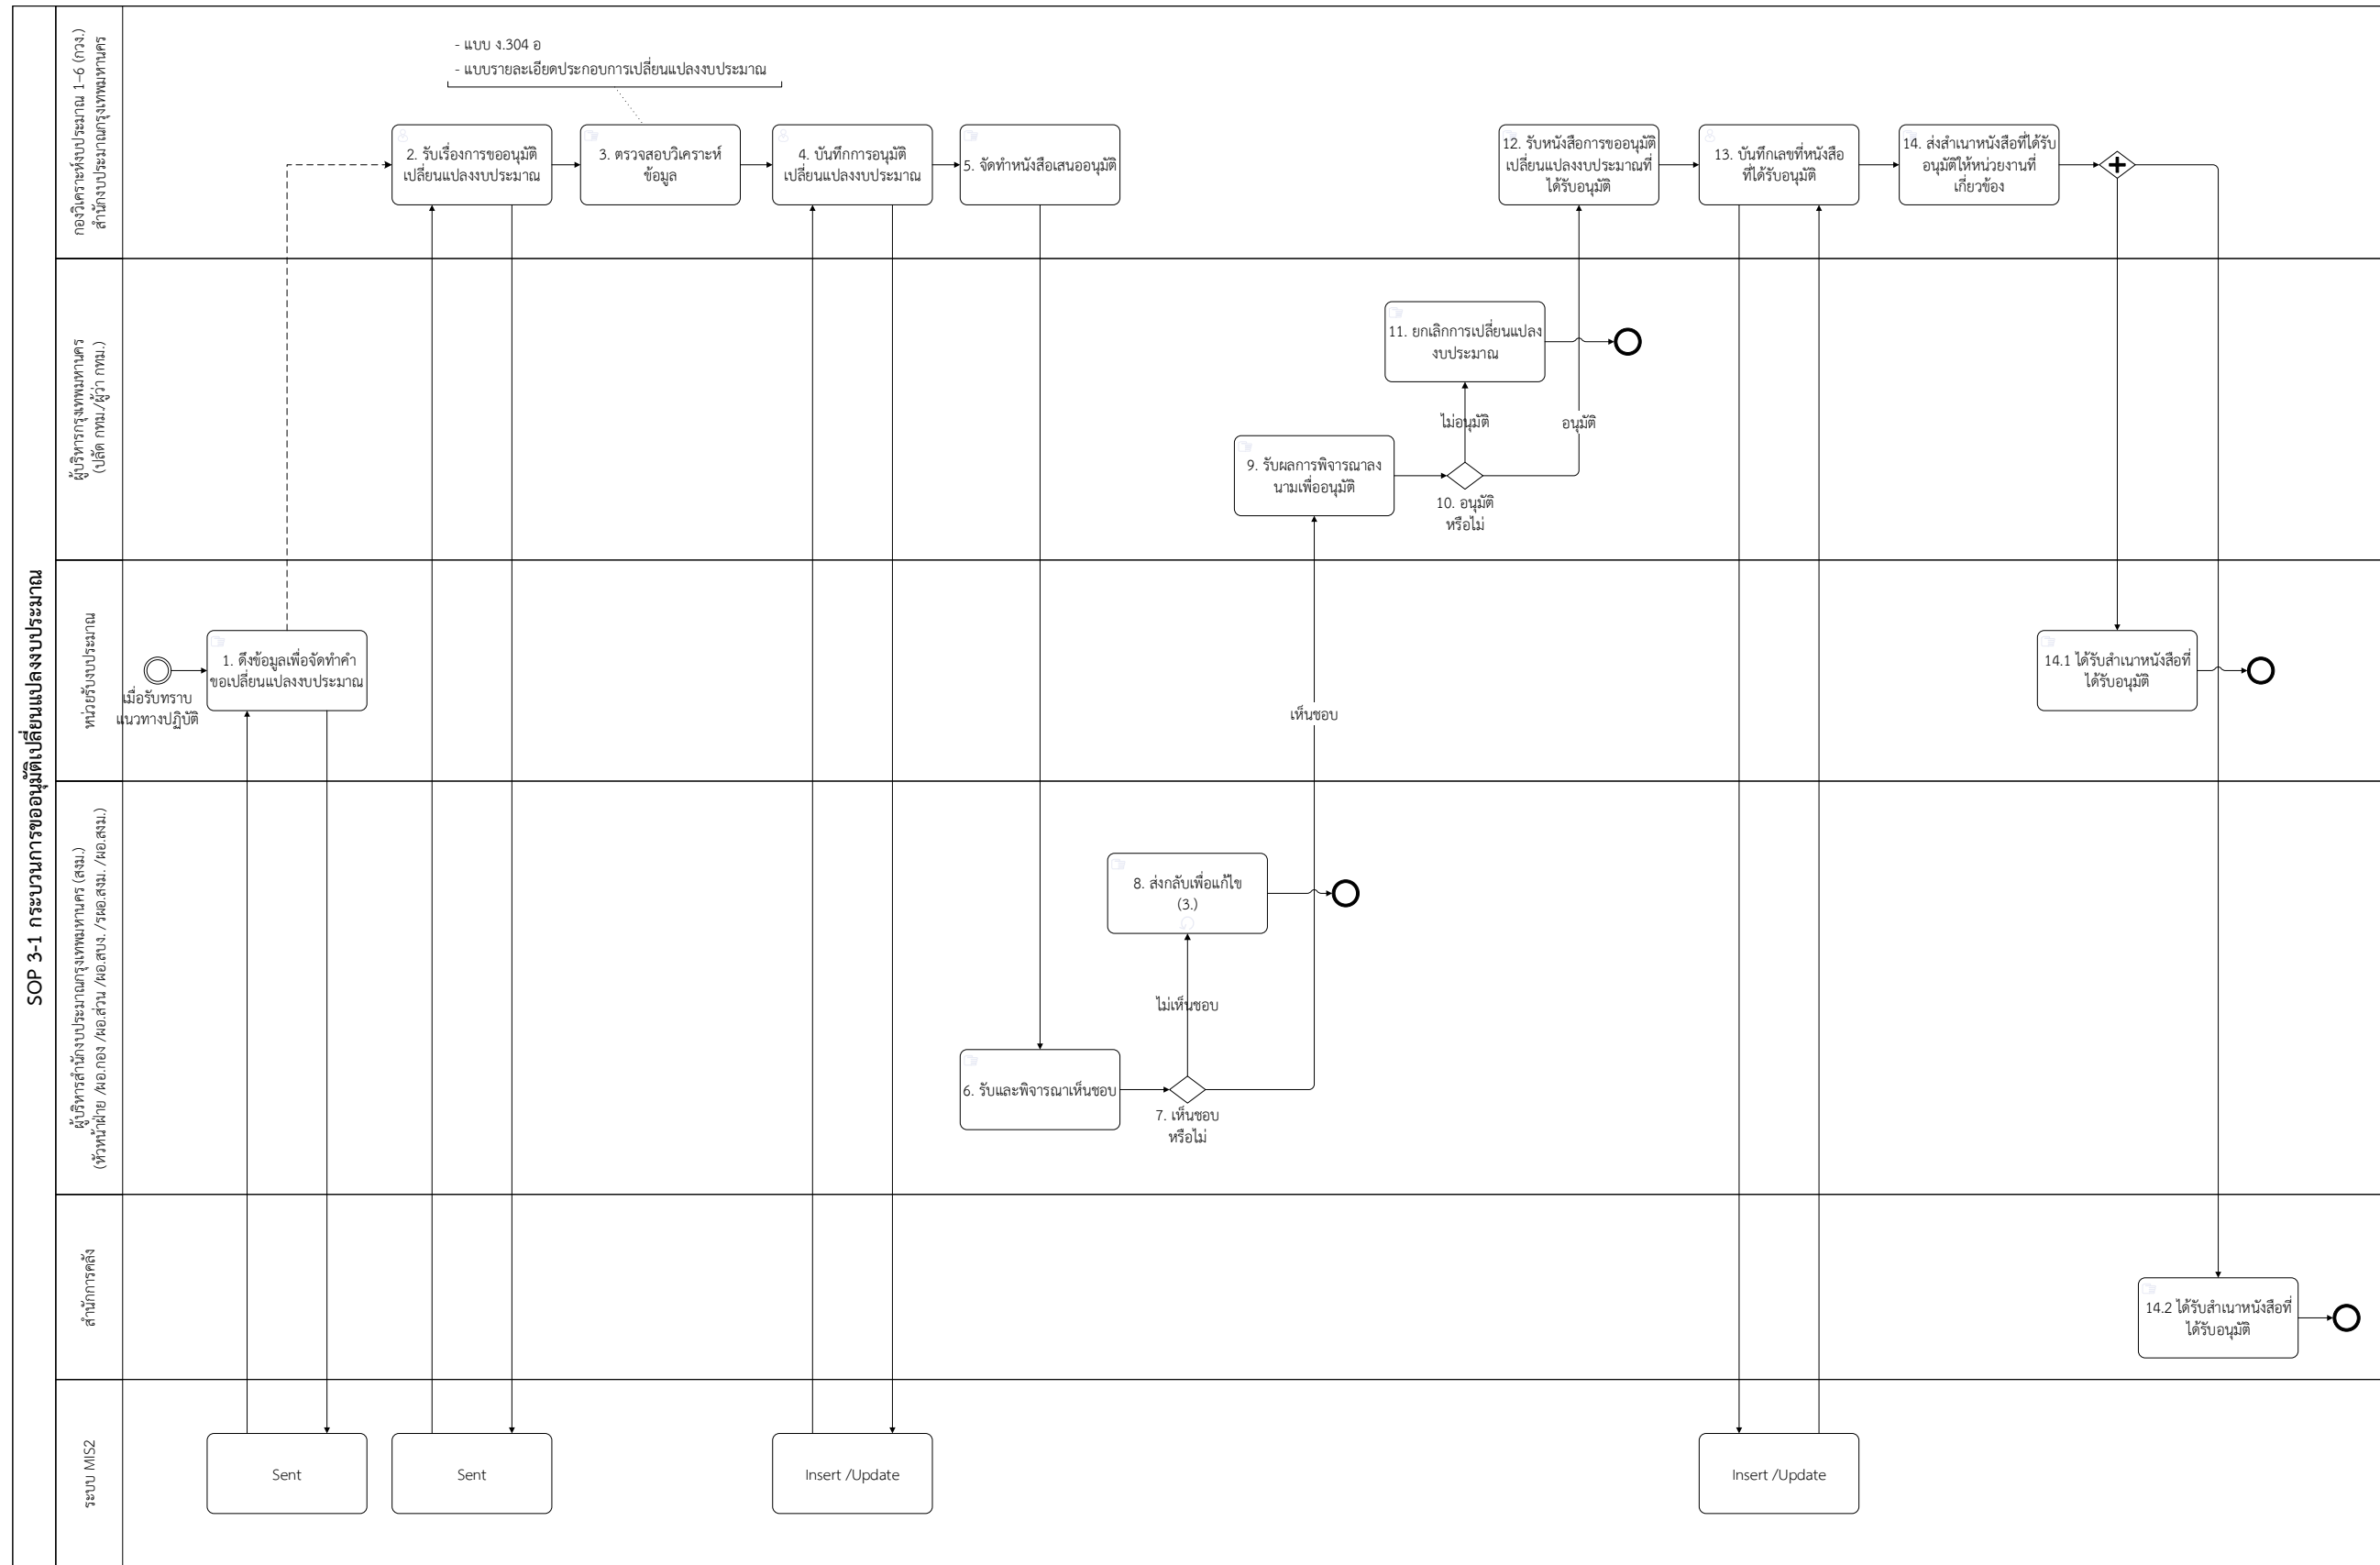 SOP 3-1 กระบวนการขออนุมัติเปลี่ยนแปลงงบประมาณ
กองวิเคราะห์งบประมาณ 1-6 (กวง.)
สำนักงบประมาณกรุงเทพมหานคร
- แบบ ง.304 อ
- แบบรายละเอียดประกอบการเปลี่ยนแปลงงบประมาณ
2. รับเรื่องการขออนุมัติ
เปลี่ยนแปลงงบประมาณ
3. ตรวจสอบวิเคราะห์
ข้อมูล
4. บันทึกการอนุมัติ
เปลี่ยนแปลงงบประมาณ
5. จัดทำหนังสือเสนออนุมัติ
12. รับหนังสือการขออนุมัติ
เปลี่ยนแปลงงบประมาณที่
ได้รับอนุมัติ
13. บันทึกเลขที่หนังสือ
ที่ได้รับอนุมัติ
14. ส่งสำเนาหนังสือที่ได้รับ
อนุมัติให้หน่วยงานที่
เกี่ยวข้อง
ผู้บริหารกรุงเทพมหานคร
(ปลัด กทม./ผู้ว่า กทม.)
11. ยกเลิกการเปลี่ยนแปลง
งบประมาณ
ไม่อนุมัติ
อนุมัติ
9. รับผลการพิจารณาลง
นามเพื่ออนุมัติ
10. อนุมัติ
หรือไม่
หน่วยรับงบประมาณ
เมื่อรับทราบ
แนวทางปฏิบัติ
1. ดึงข้อมูลเพื่อจัดทำคำ
ขอเปลี่ยนแปลงงบประมาณ
เห็นชอบ
14.1 ได้รับสำเนาหนังสือที่
ได้รับอนุมัติ
ผู้บริหารสำนักงบประมาณกรุงเทพมหานคร (สงม.)
(หัวหน้าฝ่าย /ผอ.กอง /ผอ.ส่วน /ผอ.สบง. /รผอ.สงม. /ผอ.สงม.)
8. ส่งกลับเพื่อแก้ไข
(3.)
ไม่เห็นชอบ
6. รับและพิจารณาเห็นชอบ
7. เห็นชอบ
หรือไม่
สำนักการคลัง
14.2 ได้รับสำเนาหนังสือที่
ได้รับอนุมัติ
ระบบ MIS2
Sent
Sent
Insert /Update
Insert /Update